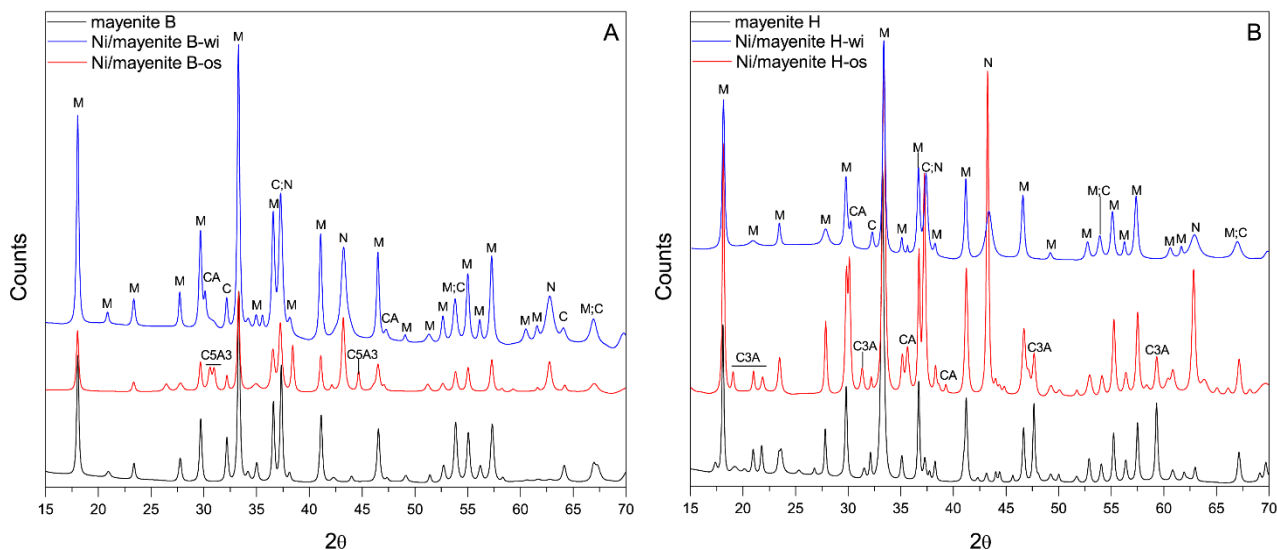 mayenite B
Ni/mayenite B-wi
Ni/mayenite B-os
A
M
M
M
M
M
CA
C
M
M
M
C;N
M
M
N
M
CA
M
M
M
M;C
M
M
M
M
M
N
C
M;C
C5A3
C5A3
Counts
15 20 25 30 35 40 45 50 55 60 65 70
2θ
mayenite H
Ni/mayenite H-wi
Ni/mayenite H-os
B
M
M
M
M
M
M
CA
C
M
M
M
C;N
M
M
N
M
M
M
M;C
M
M
M
M
M
N
M;C
C3A
C3A
CA
CA
C3A
C3A
Counts
15 20 25 30 35 40 45 50 55 60 65 70
2θ